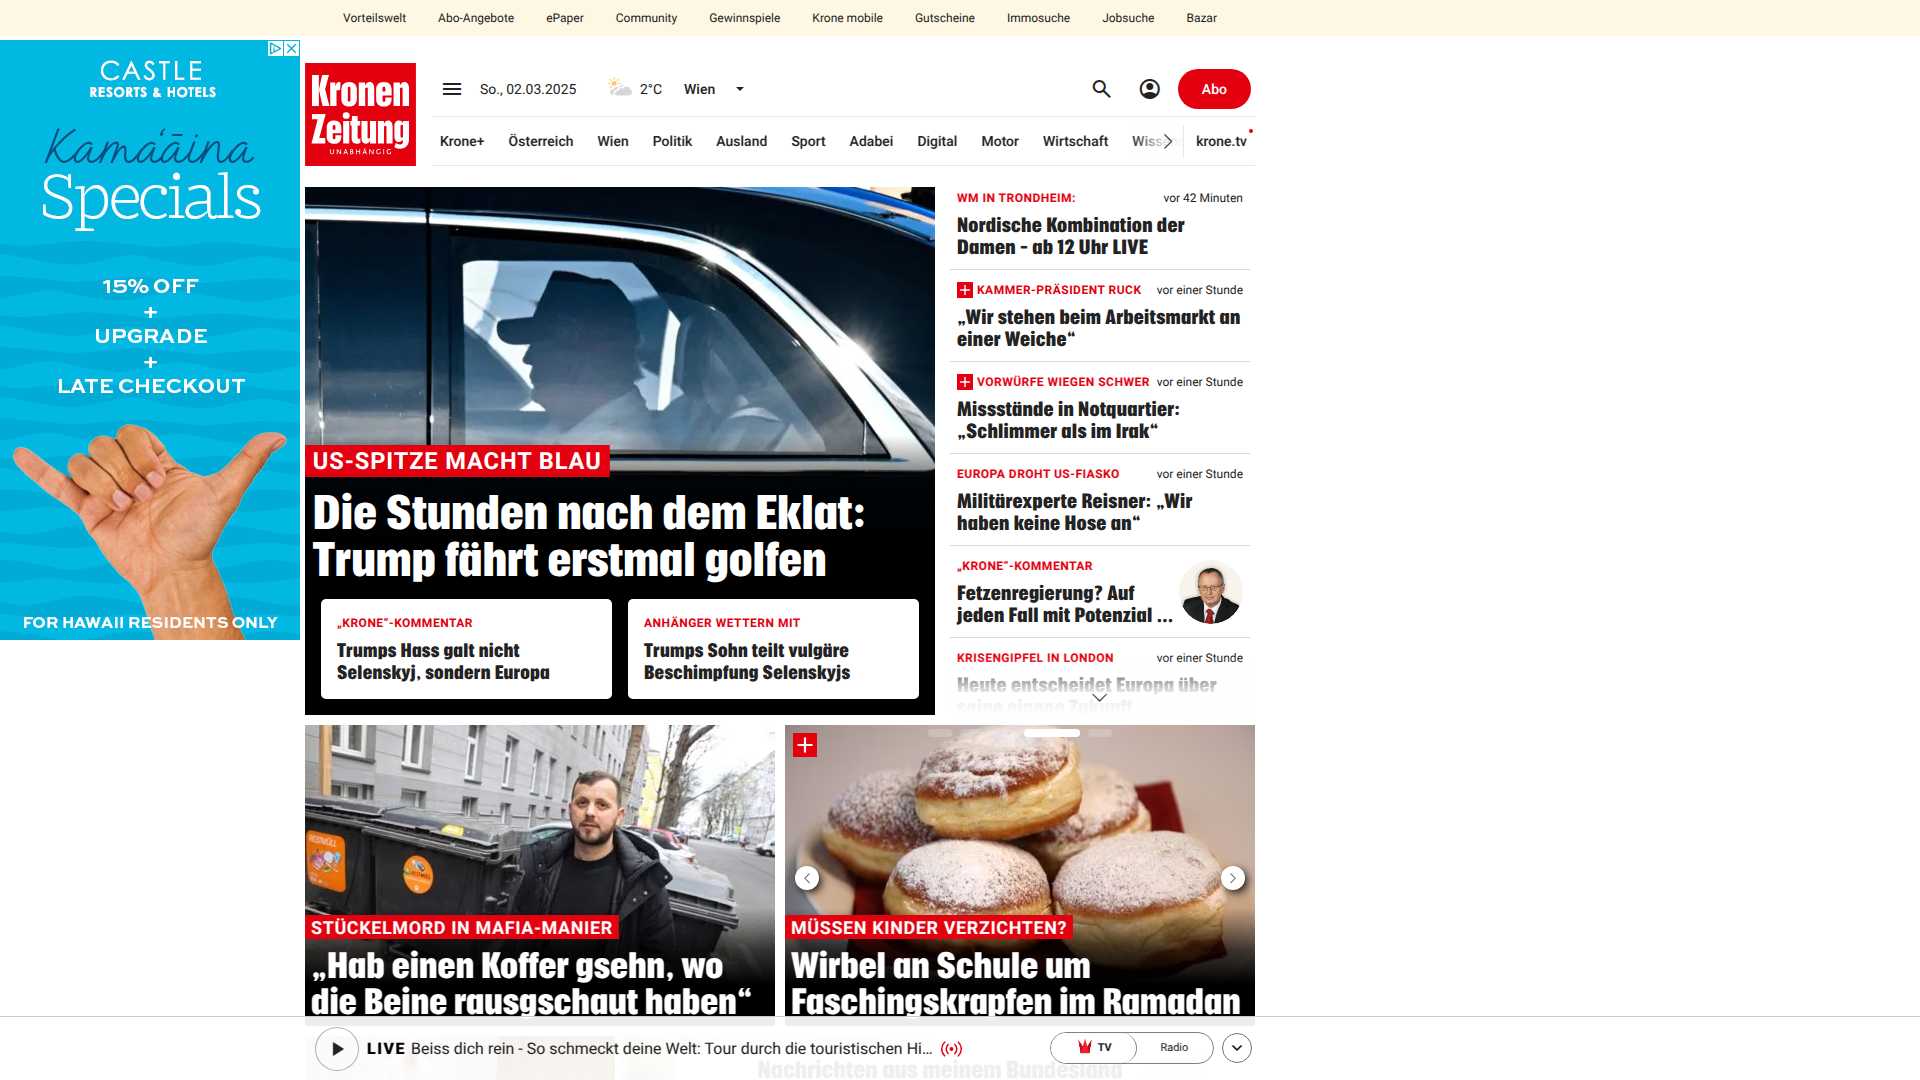 Vorteilswelt Abo-Angebote ePaper Community Gewinnspiele Krone mobile Gutscheine Immosuche Jobsuche Bazar
CASTLE
RESORTS & HOTELS
Kama'āina
Specials
15% OFF
+
UPGRADE
+
LATE CHECKOUT
FOR HAWAII RESIDENTS ONLY
Kronen
Zeitung
UNABHÄNGIG
So., 02.03.2025 2°C Wien
Abo
Krone+ Österreich Wien Politik Ausland Sport Adabei Digital Motor Wirtschaft krone.tv
US-SPITZE MACHT BLAU
Die Stunden nach dem Eklat:
Trump fährt erstmal golfen
„KRONE“-KOMMENTAR
Trumps Hass galt nicht
Selenskyj, sondern Europa
ANHÄNGER WETTERN MIT
Trumps Sohn teilt vulgäre
Beschimpfung Selenskyjs
WM IN TRONDHEIM: vor 42 Minuten
Nordische Kombination der
Damen – ab 12 Uhr LIVE
KAMMER-PRÄSIDENT RUCK vor einer Stunde
„Wir stehen beim Arbeitsmarkt an
einer Weiche“
VORWÜRFE WIEGEN SCHWER vor einer Stunde
Missstände in Notquartier:
„Schlimmer als im Irak“
EUROPA DROHT US-FIASKO vor einer Stunde
Militärexperte Reisner: „Wir
haben keine Hose an“
„KRONE“-KOMMENTAR
Fetzenregierung? Auf
jeden Fall mit Potenzial ...
KRISENGIPFEL IN LONDON vor einer Stunde
Heute entscheidet Europa über
seine eigene Zukunft
STÜCKELMORD IN MAFIA-MANIER
„Hab einen Koffer gsehn, wo
die Beine rausgschaut haben“
MÜSSEN KINDER VERZICHTEN?
Wirbel an Schule um
Faschingskrapfen im Ramadan
LIVE Beiss dich rein - So schmeckt deine Welt: Tour durch die touristischen Hi...
TV Radio
Nachrichten aus meinem Bundesland